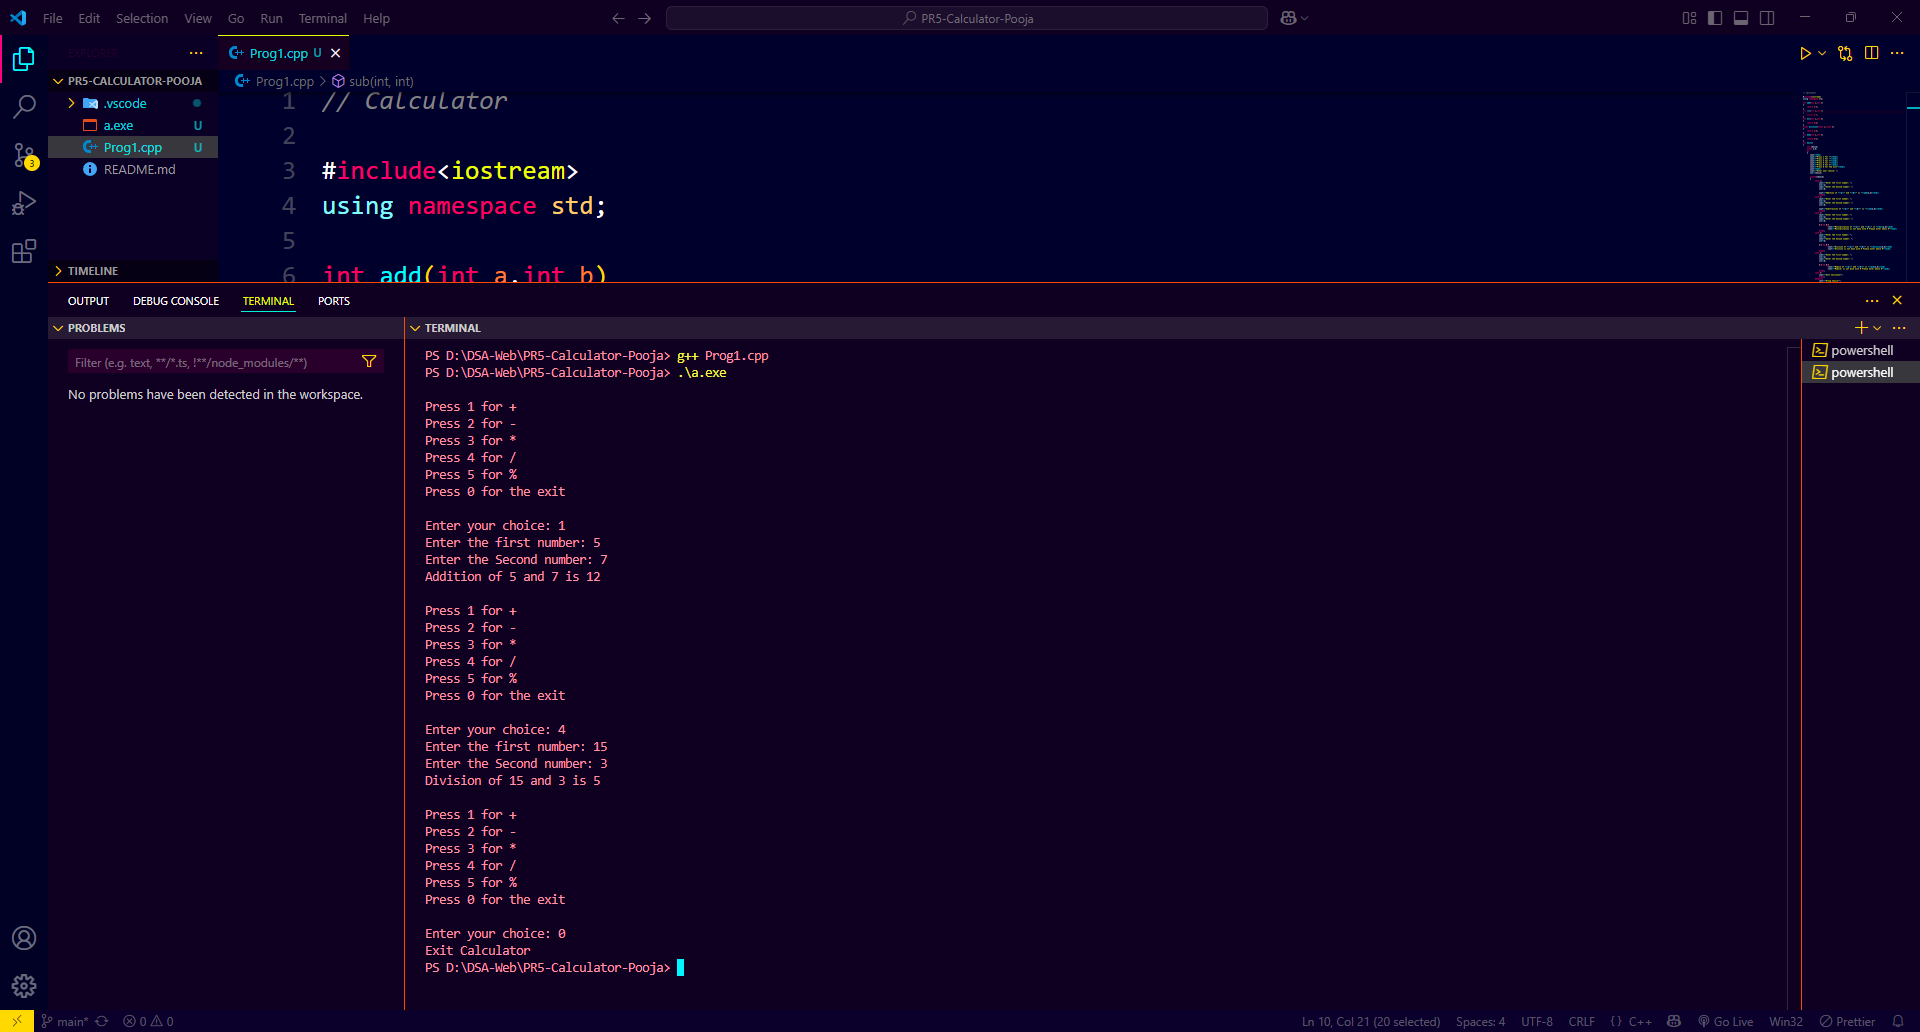 File Edit Selection View Go Run Terminal Help
PR5-Calculator-Pooja
EXPLORER
PR5-CALCULATOR-POOJA
.vscode
a.exe U
Prog1.cpp U
README.md
TIMELINE
3
Prog1.cpp U
Prog1.cpp > sub(int, int)
1 // Calculator
2
3 #include<iostream>
4 using namespace std;
5
6 int add(int a,int b)
OUTPUT DEBUG CONSOLE TERMINAL PORTS
PROBLEMS
Filter (e.g. text, **/*.ts, !**/node_modules/**)
No problems have been detected in the workspace.
TERMINAL
PS D:\DSA-Web\PR5-Calculator-Pooja> g++ Prog1.cpp
PS D:\DSA-Web\PR5-Calculator-Pooja> .\a.exe
Press 1 for +
Press 2 for -
Press 3 for *
Press 4 for /
Press 5 for %
Press 0 for the exit
Enter your choice: 1
Enter the first number: 5
Enter the Second number: 7
Addition of 5 and 7 is 12
Press 1 for +
Press 2 for -
Press 3 for *
Press 4 for /
Press 5 for %
Press 0 for the exit
Enter your choice: 4
Enter the first number: 15
Enter the Second number: 3
Division of 15 and 3 is 5
Press 1 for +
Press 2 for -
Press 3 for *
Press 4 for /
Press 5 for %
Press 0 for the exit
Enter your choice: 0
Exit Calculator
PS D:\DSA-Web\PR5-Calculator-Pooja>
powershell
powershell
main* 0 0
Ln 10, Col 21 (20 selected) Spaces: 4 UTF-8 CRLF {} C++ Go Live Win32 Prettier